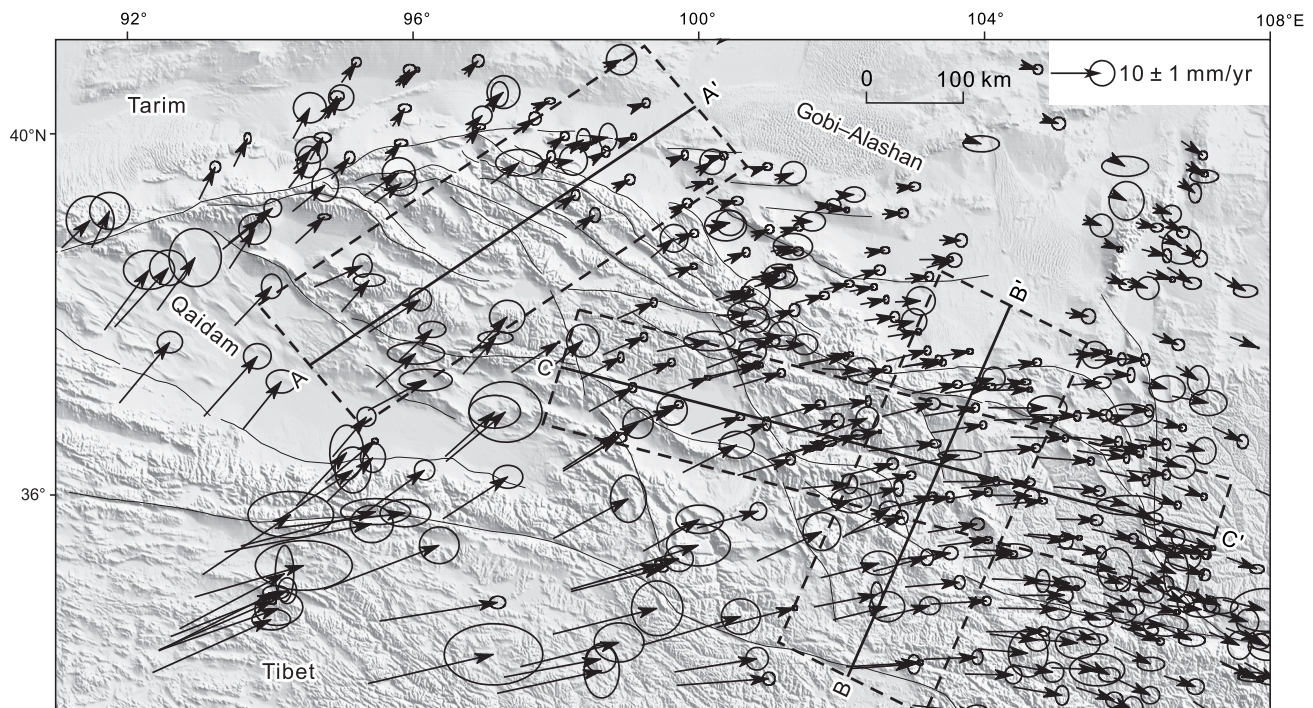 92° 96° 100° 104° 108°E
10 ± 1 mm/yr
0 100 km
A'
Tarim
Gobi–Alashan
40°N
B'
Qaidam
A
C
36°
C'
Tibet
B